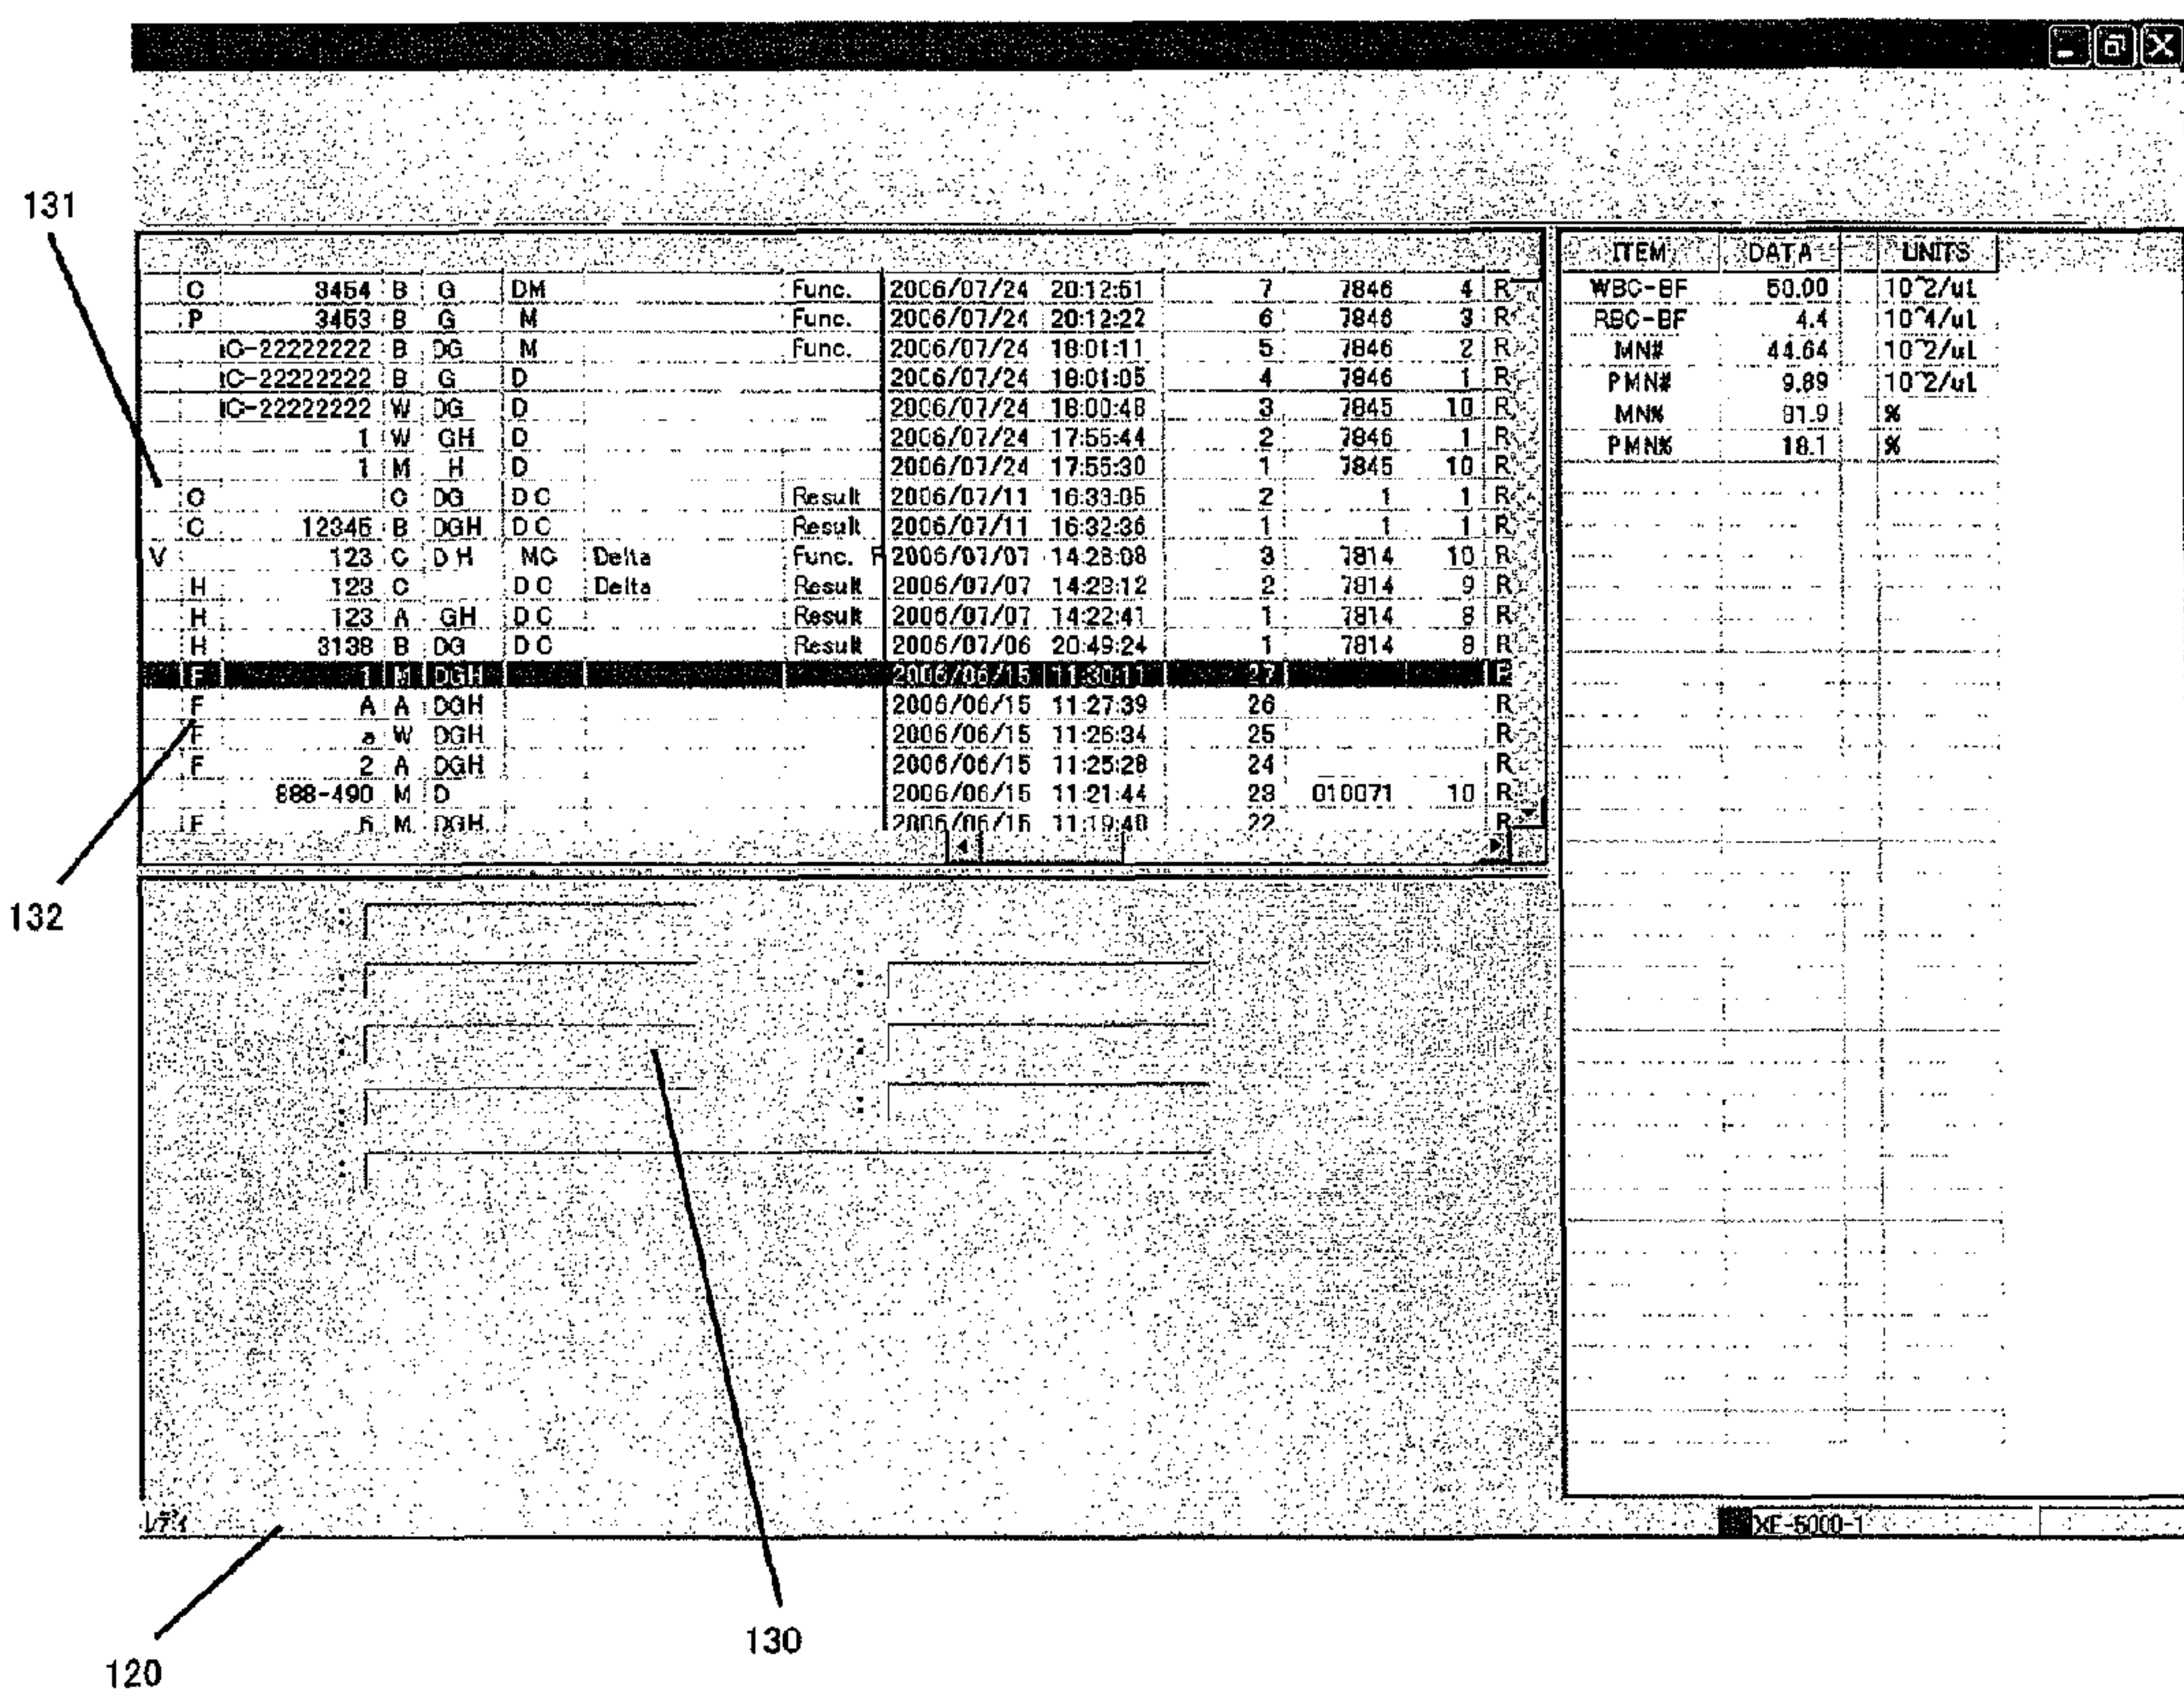 131
ITEM DATA UNITS
O 3454 B G DM Func. 2006/07/24 20:12:51 7 7846 4 R
P 3453 B G M Func. 2006/07/24 20:12:22 6 7846 3 R
IC-22222222 B DG M Func. 2006/07/24 18:01:11 5 7846 2 R
IC-22222222 B G D 2006/07/24 18:01:05 4 7846 1 R
IC-22222222 W DG D 2006/07/24 18:00:48 3 7845 10 R
1 W GH D 2006/07/24 17:55:44 2 7846 1 R
1 M H D 2006/07/24 17:55:30 1 7845 10 R
O C DG D C Result 2006/07/11 16:33:05 2 1 1 R
C 12345 B DGH D C Result 2006/07/11 16:32:36 1 1 1 R
V 123 C D H MC Delta Func. R 2006/07/07 14:28:08 3 7814 10 R
H 123 C D C Delta Result 2006/07/07 14:23:12 2 7814 9 R
H 123 A GH D C Result 2006/07/07 14:22:41 1 7814 8 R
H 3138 B DG D C Result 2006/07/06 20:49:24 1 7814 8 R
F 1 M DGH 2006/06/15 11:30:11 27 R
F A A DGH 2006/06/15 11:27:39 26 R
F a W DGH 2006/06/15 11:26:34 25 R
F 2 A DGH 2006/06/15 11:25:28 24 R
888-490 M D 2006/06/15 11:21:44 23 010071 10 R
F M DGH 2006/06/15 11:19:40 22 R
WBC-BF 50.00 10^2/uL
RBC-BF 4.4 10^4/uL
MN# 44.64 10^2/uL
PMN# 9.89 10^2/uL
MN% 81.9 %
PMN% 18.1 %
132
レディ
XE-5000-1
130
120